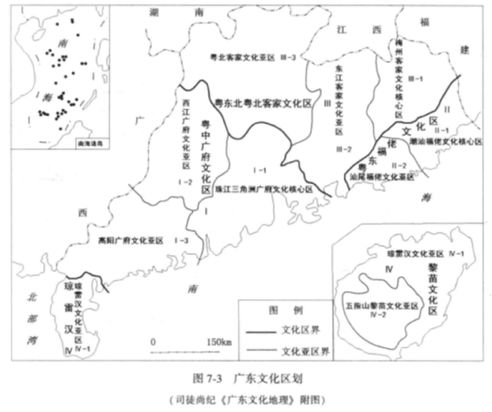 湖 南
江 西
福
建
广
西
南
海
南海诸岛
粤北客家文化亚区 III-3
梅州客家文化核心区
III-1
东江客家文化亚区
III
III-2
粤东北粤北客家文化区
西江广府文化亚区
I-2
粤中广府文化区
I
I-1
珠江三角洲广府文化核心区
高阳广府文化亚区 I-3
粤东福佬文化区
II
II-1
潮汕福佬文化核心区
II-2
汕尾福佬文化亚区
海
南
北部湾
琼雷汉
IV
琼雷汉文化亚区
IV-1
琼雷汉文化亚区 IV-1
IV
黎苗文化区
五指山黎苗文化亚区
IV-2
图 例
文化区界
文化亚区界
0 150km
图 7-3 广东文化区划
(司徒尚纪《广东文化地理》附图)